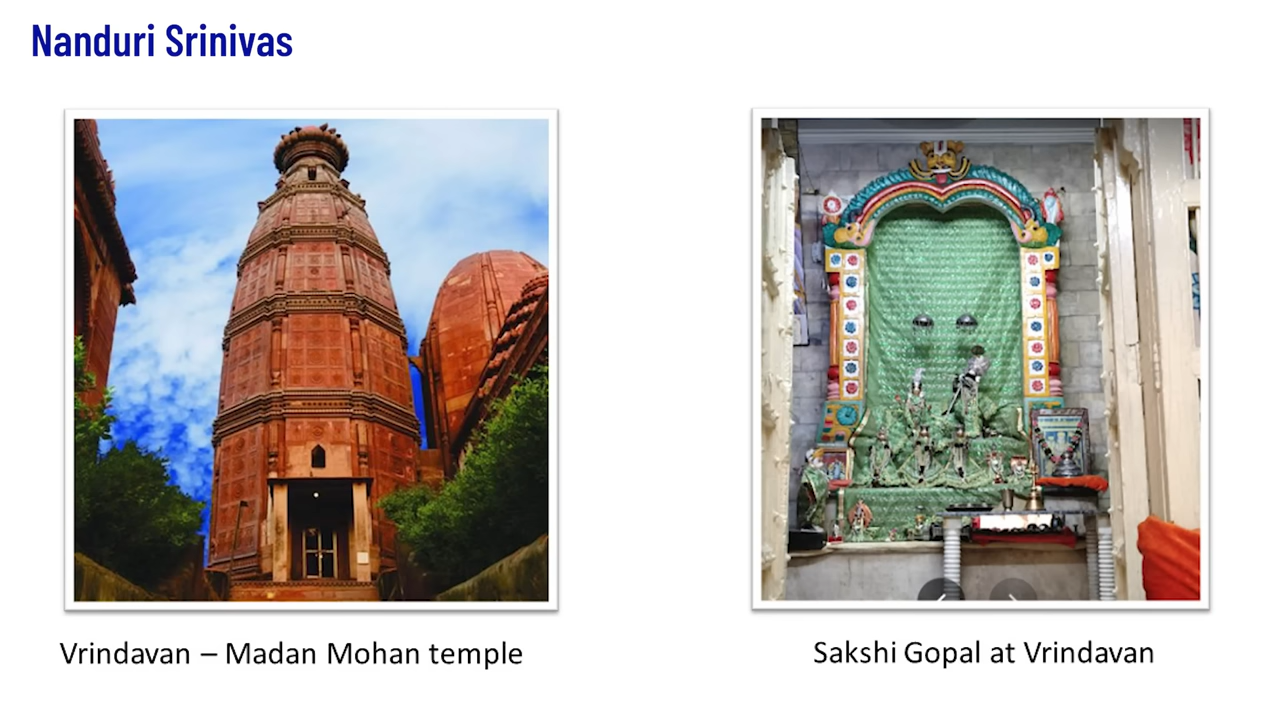 Nanduri Srinivas
Vrindavan – Madan Mohan temple
Sakshi Gopal at Vrindavan